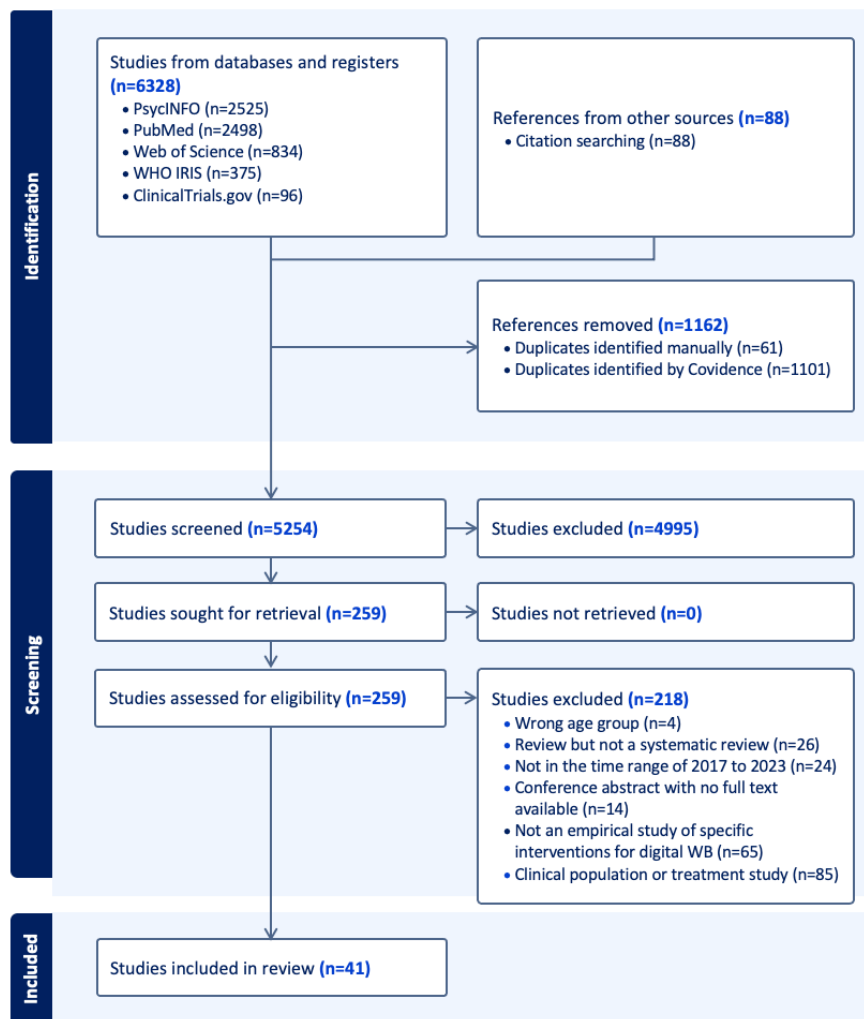 Identification
Studies from databases and registers
(n=6328)
• PsycINFO (n=2525)
• PubMed (n=2498)
• Web of Science (n=834)
• WHO IRIS (n=375)
• ClinicalTrials.gov (n=96)
References from other sources (n=88)
• Citation searching (n=88)
References removed (n=1162)
• Duplicates identified manually (n=61)
• Duplicates identified by Covidence (n=1101)
Screening
Studies screened (n=5254)
Studies excluded (n=4995)
Studies sought for retrieval (n=259)
Studies not retrieved (n=0)
Studies assessed for eligibility (n=259)
Studies excluded (n=218)
• Wrong age group (n=4)
• Review but not a systematic review (n=26)
• Not in the time range of 2017 to 2023 (n=24)
• Conference abstract with no full text
available (n=14)
• Not an empirical study of specific
interventions for digital WB (n=65)
• Clinical population or treatment study (n=85)
Included
Studies included in review (n=41)